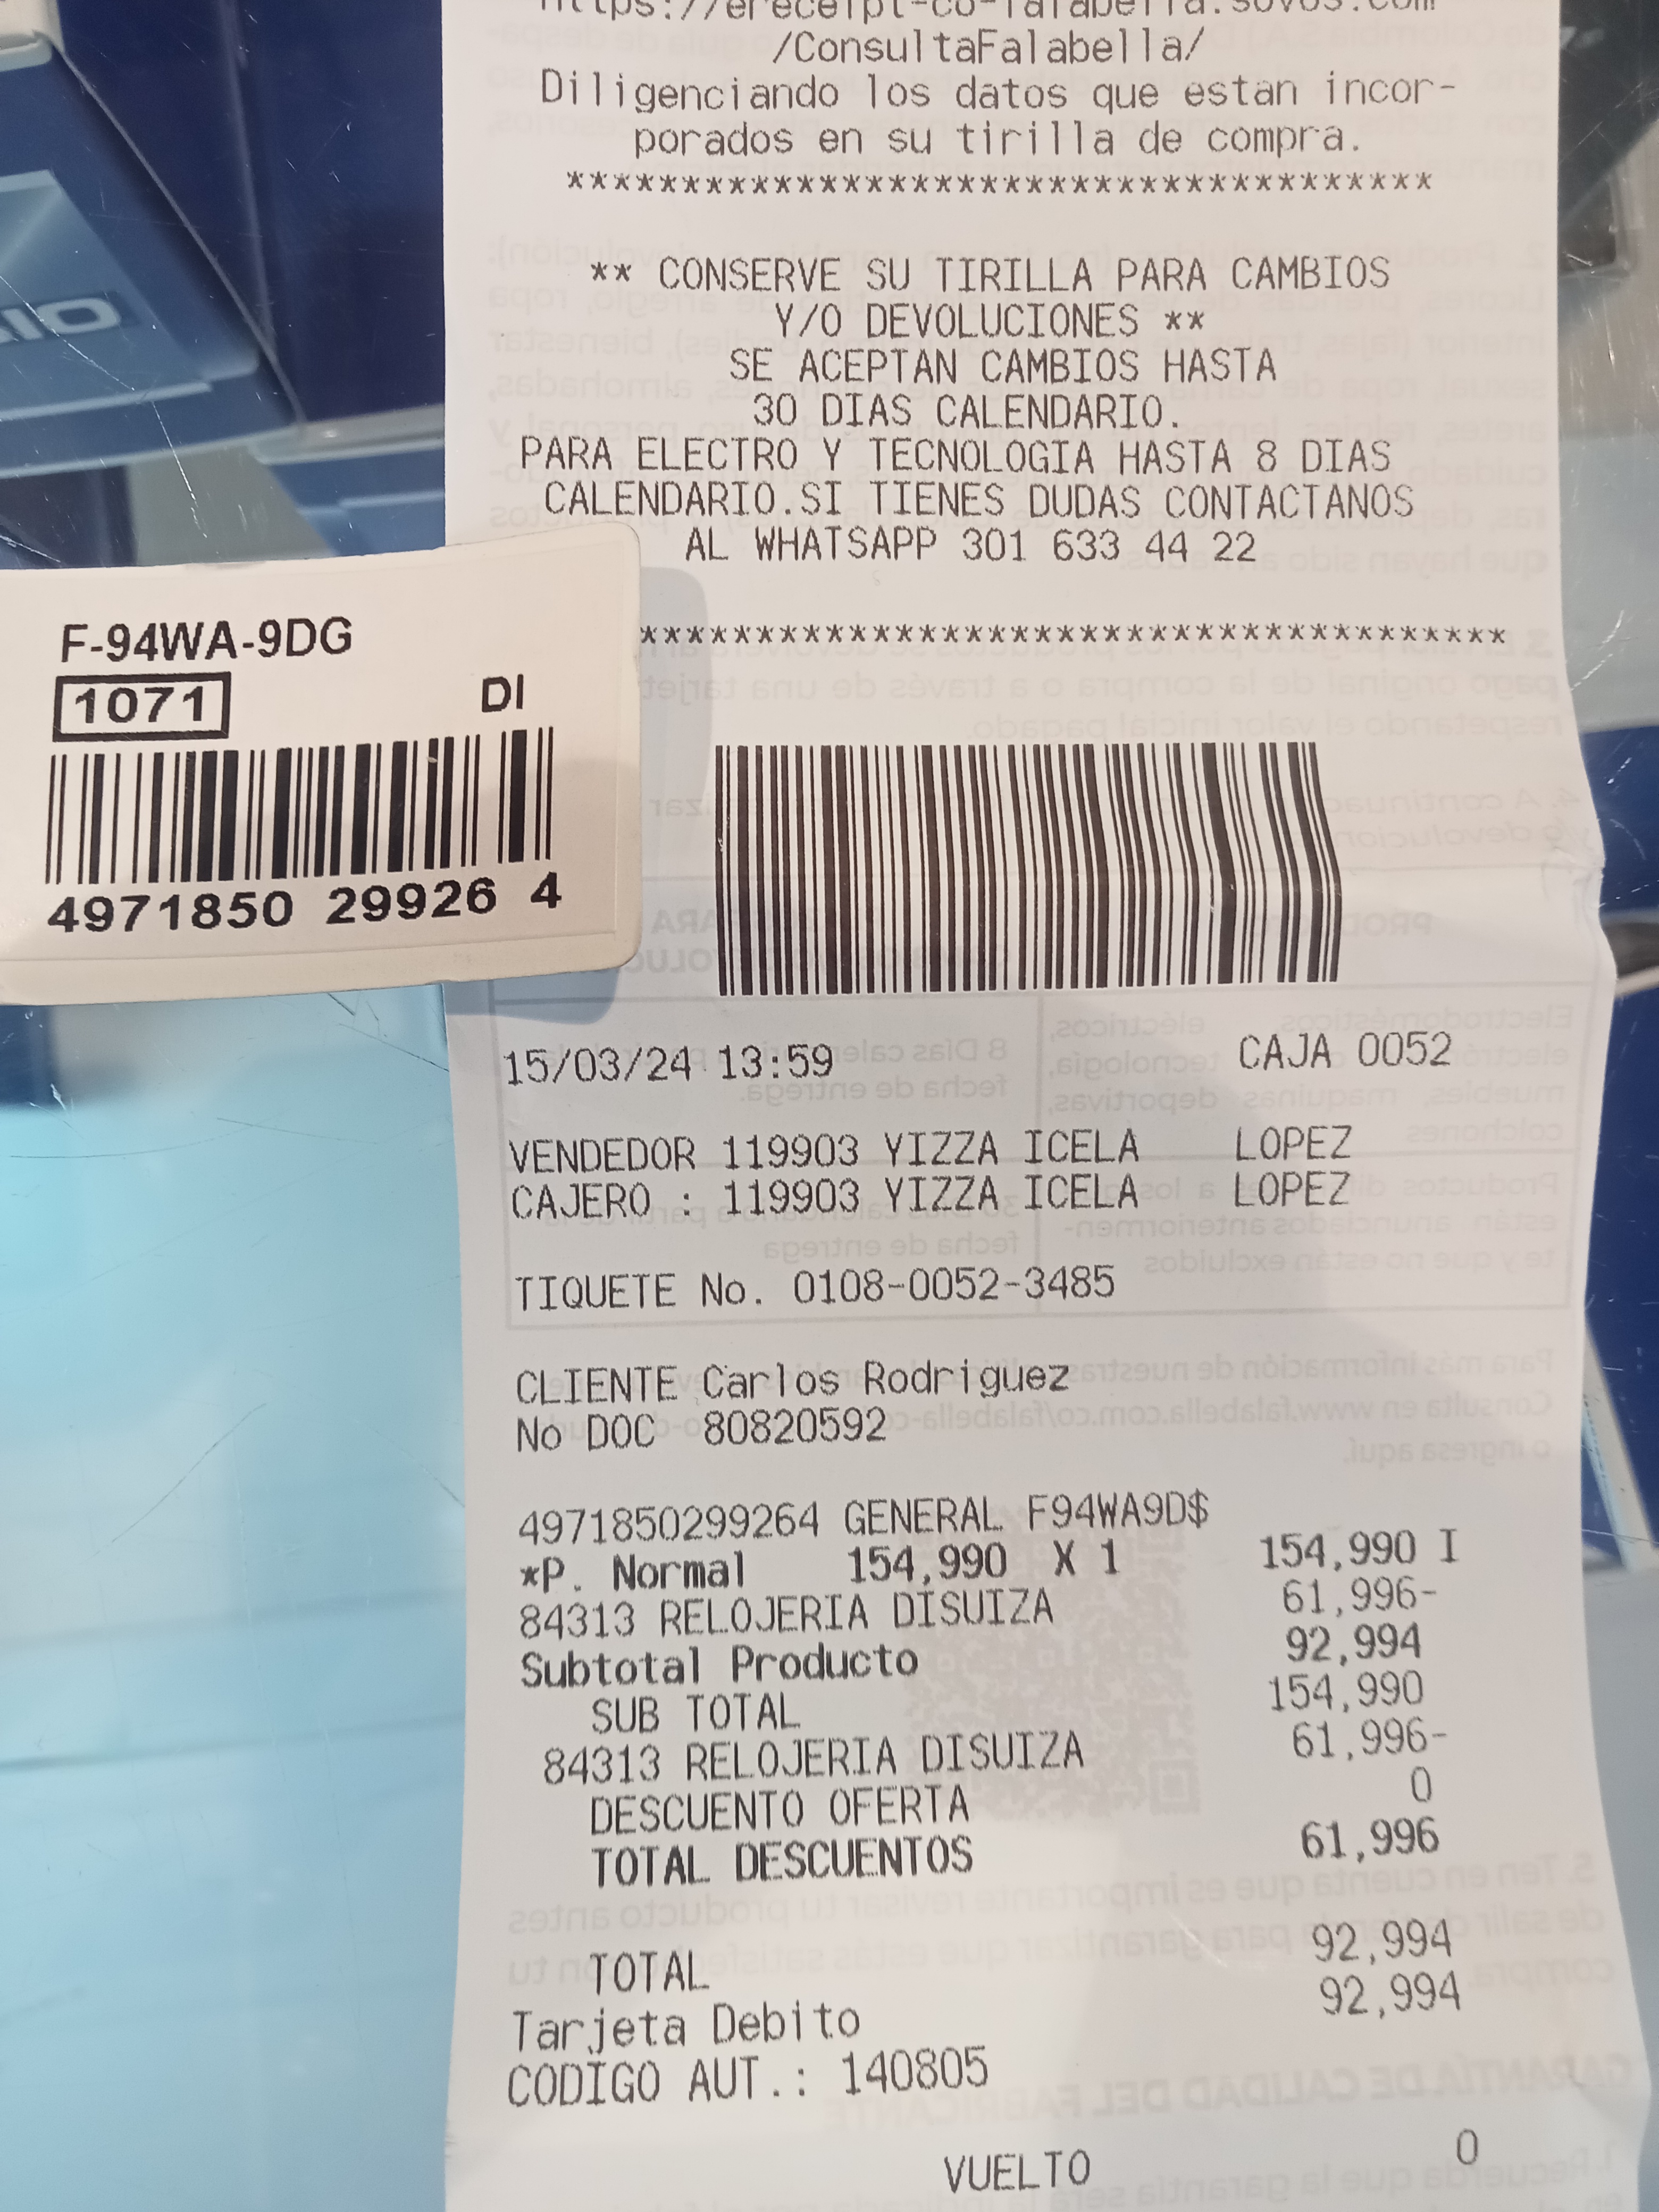 /ConsultaFalabella/
Diligenciando los datos que estan incor-
porados en su tirilla de compra.
**************************************
** CONSERVE SU TIRILLA PARA CAMBIOS
Y/O DEVOLUCIONES **
SE ACEPTAN CAMBIOS HASTA
30 DIAS CALENDARIO.
PARA ELECTRO Y TECNOLOGIA HASTA 8 DIAS
CALENDARIO.SI TIENES DUDAS CONTACTANOS
AL WHATSAPP 301 633 44 22
**************************************
F-94WA-9DG
1071 DI
4971850 29926 4
15/03/24 13:59 CAJA 0052
VENDEDOR 119903 YIZZA ICELA LOPEZ
CAJERO : 119903 YIZZA ICELA LOPEZ
TIQUETE No. 0108-0052-3485
CLIENTE Carlos Rodriguez
No DOC 80820592
4971850299264 GENERAL F94WA9D$
*P. Normal 154,990 X 1 154,990 I
84313 RELOJERIA DISUIZA 61,996-
Subtotal Producto 92,994
SUB TOTAL 154,990
84313 RELOJERIA DISUIZA 61,996-
DESCUENTO OFERTA 0
TOTAL DESCUENTOS 61,996
TOTAL 92,994
Tarjeta Debito 92,994
CODIGO AUT.: 140805
VUELTO 0